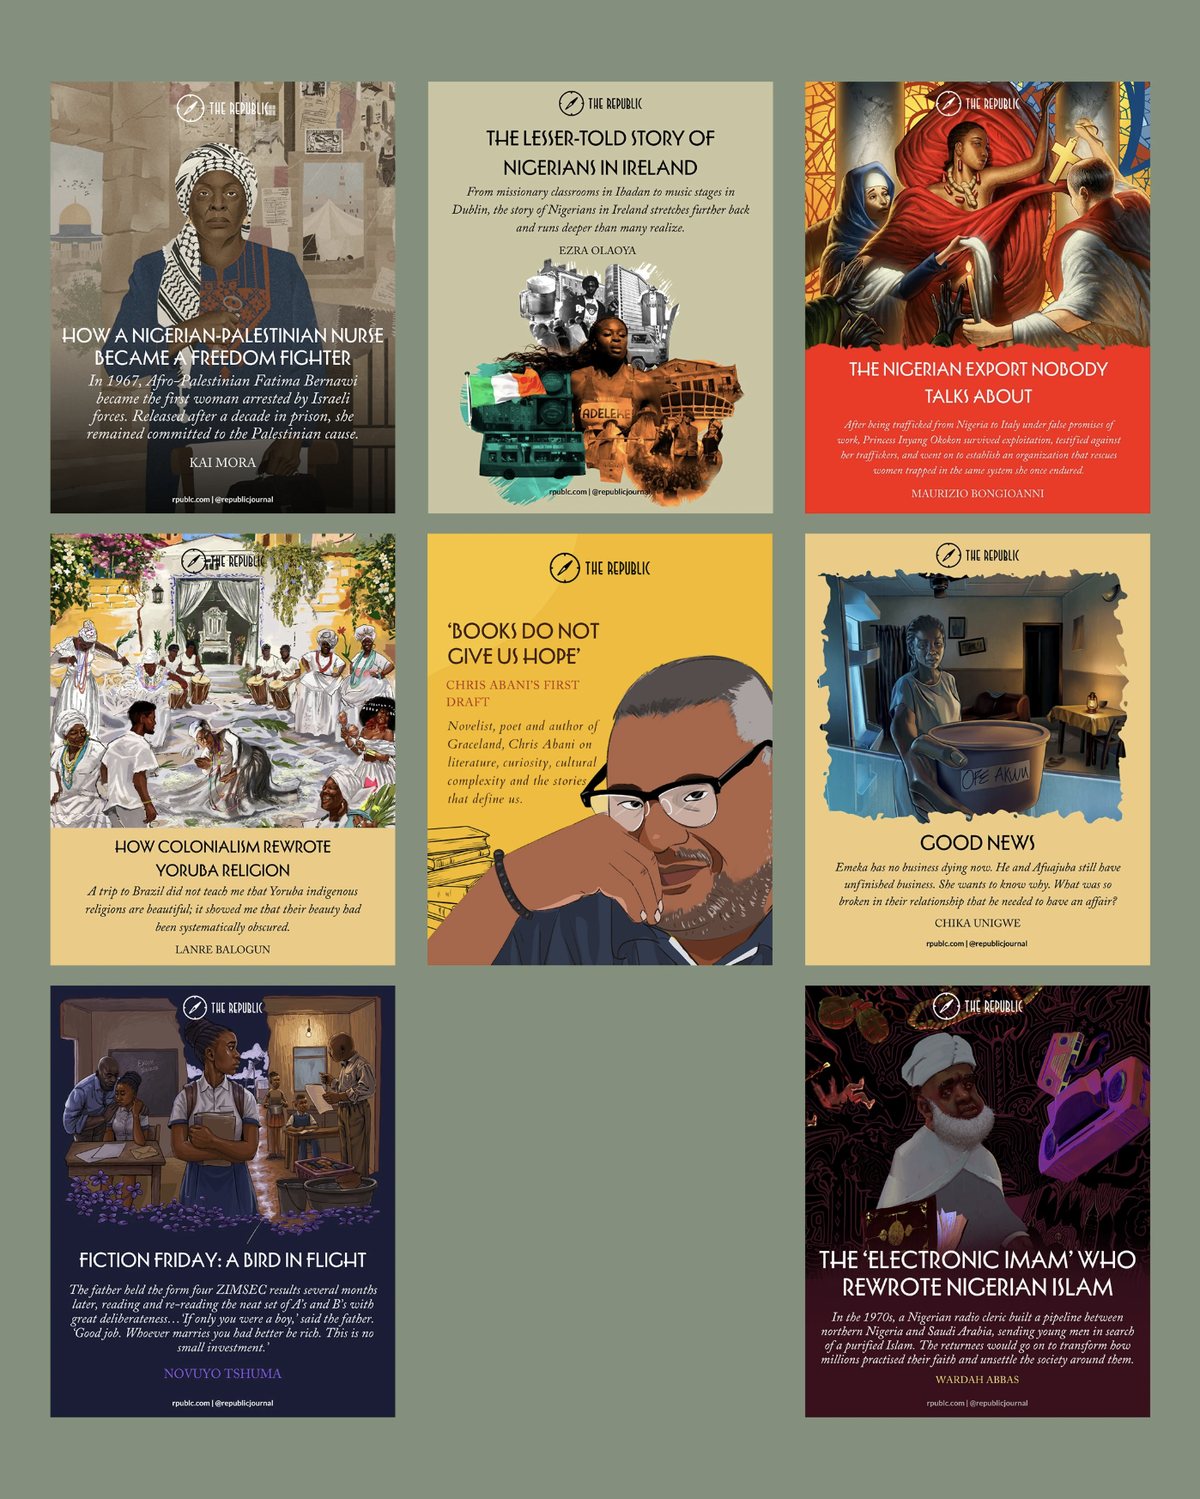 THE REPUBLIC
HOW A NIGERIAN-PALESTINIAN NURSE
BECAME A FREEDOM FIGHTER
In 1967, Afro-Palestinian Fatima Bernawi
became the first woman arrested by Israeli
forces. Released after a decade in prison, she
remained committed to the Palestinian cause.
KAI MORA
rpublc.com | @republicjournal
THE REPUBLIC
THE LESSER-TOLD STORY OF
NIGERIANS IN IRELAND
From missionary classrooms in Ibadan to music stages in
Dublin, the story of Nigerians in Ireland stretches further back
and runs deeper than many realize.
EZRA OLAOYA
ADELEKE
rpublc.com | @republicjournal
THE REPUBLIC
THE NIGERIAN EXPORT NOBODY
TALKS ABOUT
After being trafficked from Nigeria to Italy under false promises of
work, Princess Inyang Okokon survived exploitation, testified against
her traffickers, and went on to establish an organization that rescues
women trapped in the same system she once endured.
MAURIZIO BONGIOANNI
THE REPUBLIC
HOW COLONIALISM REWROTE
YORUBA RELIGION
A trip to Brazil did not teach me that Yoruba indigenous
religions are beautiful; it showed me that their beauty had
been systematically obscured.
LANRE BALOGUN
THE REPUBLIC
‘BOOKS DO NOT
GIVE US HOPE’
CHRIS ABANI’S FIRST
DRAFT
Novelist, poet and author of
Graceland, Chris Abani on
literature, curiosity, cultural
complexity and the stories
that define us.
THE REPUBLIC
OFE AKWU
GOOD NEWS
Emeka has no business dying now. He and Afuajuba still have
unfinished business. She wants to know why. What was so
broken in their relationship that he needed to have an affair?
CHIKA UNIGWE
rpublc.com | @republicjournal
THE REPUBLIC
FICTION FRIDAY: A BIRD IN FLIGHT
The father held the form four ZIMSEC results several months
later, reading and re-reading the neat set of A’s and B’s with
great deliberateness… ‘If only you were a boy,’ said the father.
‘Good job. Whoever marries you had better be rich. This is no
small investment.’
NOVUYO TSHUMA
rpublc.com | @republicjournal
THE REPUBLIC
THE ‘ELECTRONIC IMAM’ WHO
REWROTE NIGERIAN ISLAM
In the 1970s, a Nigerian radio cleric built a pipeline between
northern Nigeria and Saudi Arabia, sending young men in search
of a purified Islam. The returnees would go on to transform how
millions practised their faith and unsettle the society around them.
WARDAH ABBAS
rpublc.com | @republicjournal